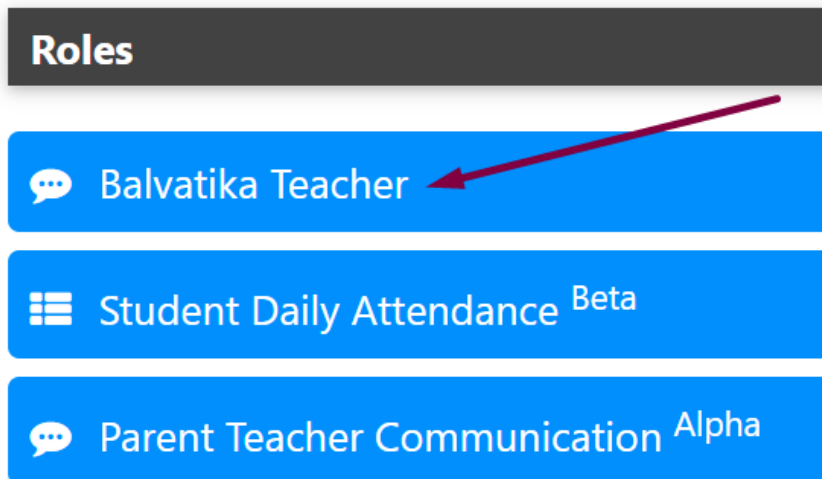 Roles
Balvatika Teacher
Student Daily Attendance Beta
Parent Teacher Communication Alpha